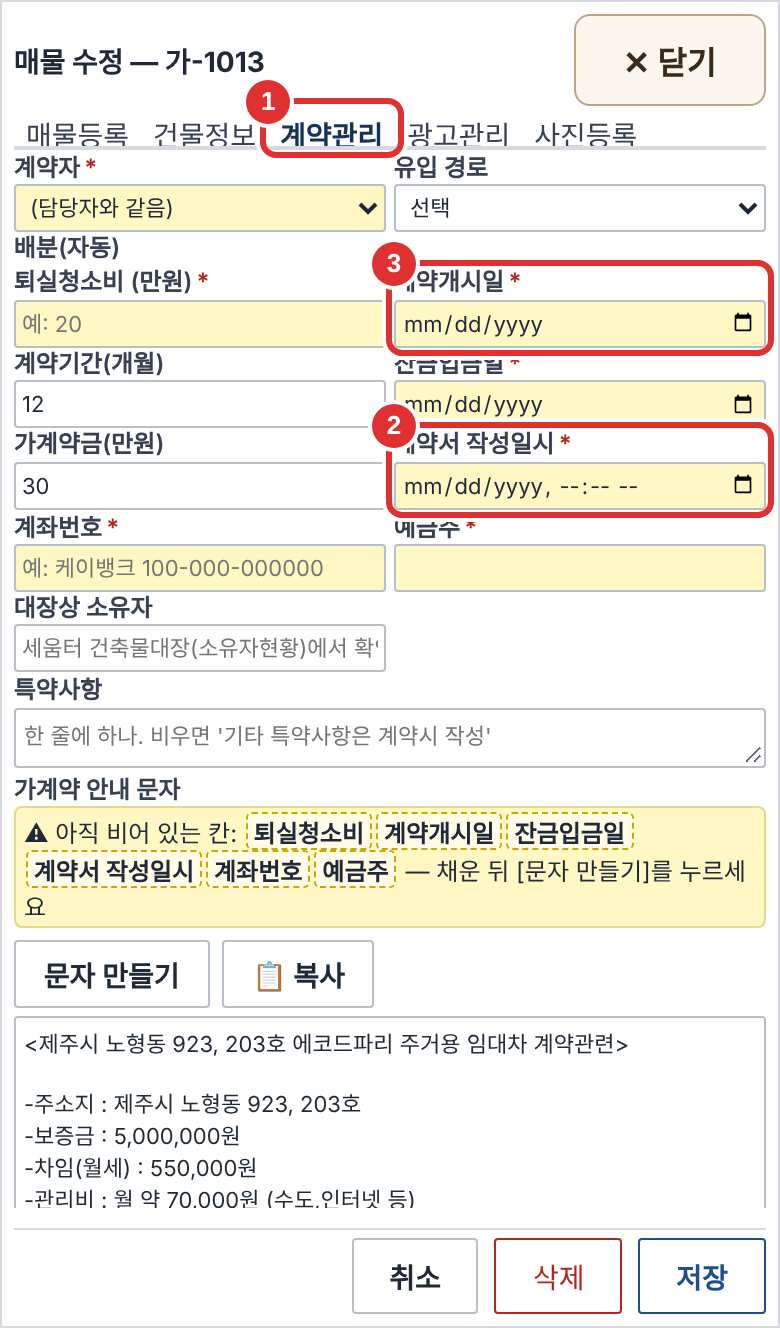 매물 수정 — 가-1013
✕ 닫기
1
매물등록 건물정보 계약관리 광고관리 사진등록
계약자 * 유입 경로
(담당자와 같음) 선택
배분(자동)
3
퇴실청소비 (만원) * 계약개시일 *
예: 20 mm/dd/yyyy
계약기간(개월) 잔금입금일 *
12 mm/dd/yyyy
2
가계약금(만원) 계약서 작성일시 *
30 mm/dd/yyyy, --:-- --
계좌번호 * 예금주 *
예: 케이뱅크 100-000-000000
대장상 소유자
세움터 건축물대장(소유자현황)에서 확
특약사항
한 줄에 하나. 비우면 '기타 특약사항은 계약시 작성'
가계약 안내 문자
⚠ 아직 비어 있는 칸: 퇴실청소비 계약개시일 잔금입금일
계약서 작성일시 계좌번호 예금주 — 채운 뒤 [문자 만들기]를 누르세
요
문자 만들기 📋 복사
<제주시 노형동 923, 203호 에코드파리 주거용 임대차 계약관련>
-주소지 : 제주시 노형동 923, 203호
-보증금 : 5,000,000원
-차임(월세) : 550,000원
-관리비 : 월 약 70,000원 (수도,인터넷 등)
취소 삭제 저장